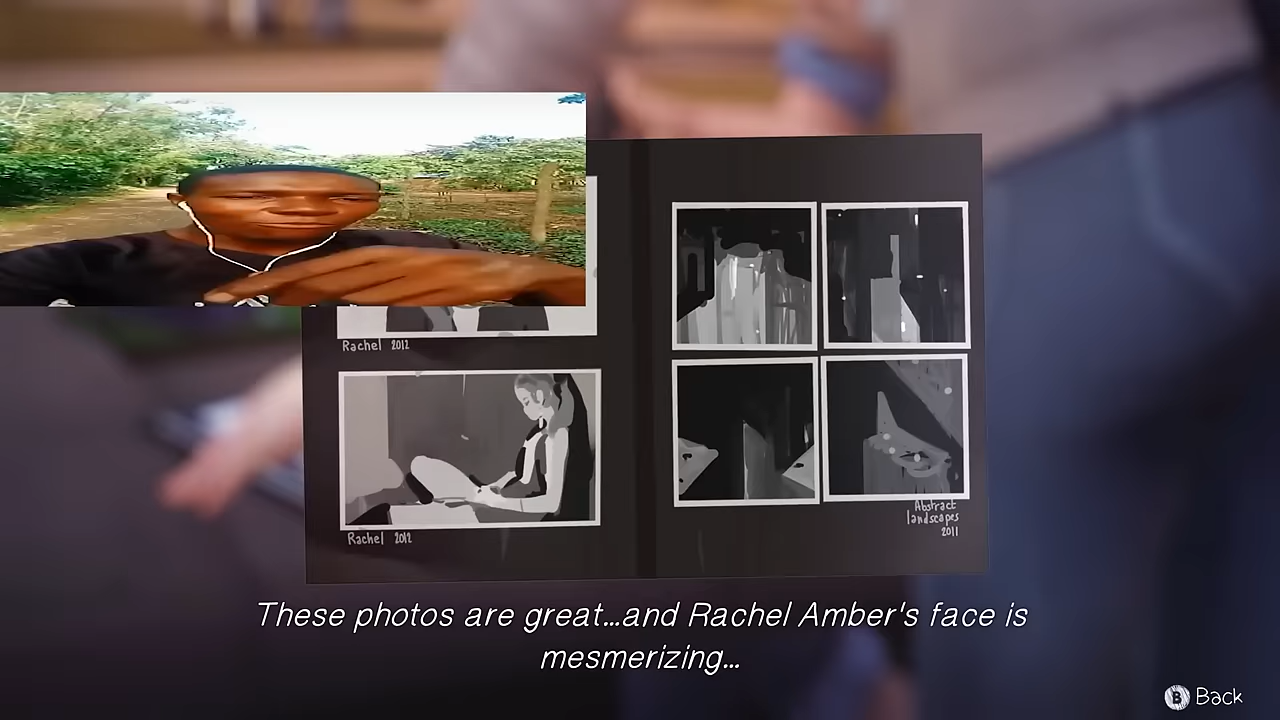 Rachel 2012
Rachel 2012
Abstract
landscapes
2011
These photos are great...and Rachel Amber's face is
mesmerizing...
B Back